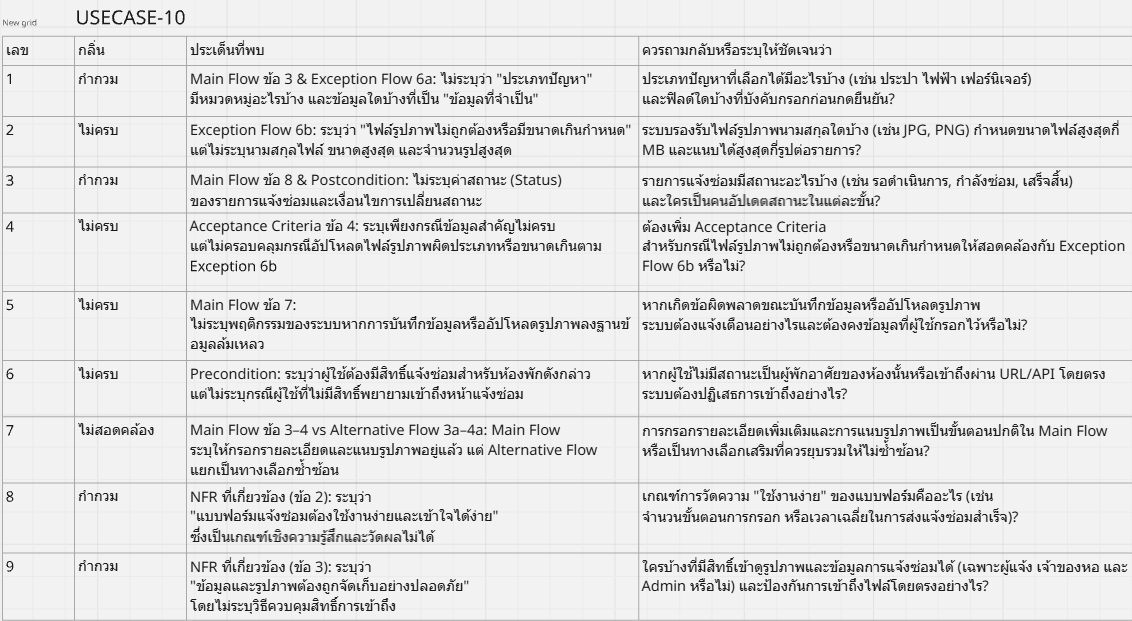 New grid
USECASE-10
เลข
กลิ่น
ประเด็นที่พบ
ควรถามกลับหรือระบุให้ชัดเจนว่า
1
กำกวม
Main Flow ข้อ 3 & Exception Flow 6a: ไม่ระบุว่า "ประเภทปัญหา"
มีหมวดหมู่อะไรบ้าง และข้อมูลใดบ้างที่เป็น "ข้อมูลที่จำเป็น"
ประเภทปัญหาที่เลือกได้มีอะไรบ้าง (เช่น ประปา ไฟฟ้า เฟอร์นิเจอร์)
และฟิลด์ใดบ้างที่บังคับกรอกก่อนกดยืนยัน?
2
ไม่ครบ
Exception Flow 6b: ระบุว่า "ไฟล์รูปภาพไม่ถูกต้องหรือมีขนาดเกินกำหนด"
แต่ไม่ระบุนามสกุลไฟล์ ขนาดสูงสุด และจำนวนรูปสูงสุด
ระบบรองรับไฟล์รูปภาพนามสกุลใดบ้าง (เช่น JPG, PNG) กำหนดขนาดไฟล์สูงสุดกี่
MB และแนบได้สูงสุดกี่รูปต่อรายการ?
3
กำกวม
Main Flow ข้อ 8 & Postcondition: ไม่ระบุค่าสถานะ (Status)
ของรายการแจ้งซ่อมและเงื่อนไขการเปลี่ยนสถานะ
รายการแจ้งซ่อมมีสถานะอะไรบ้าง (เช่น รอดำเนินการ, กำลังซ่อม, เสร็จสิ้น)
และใครเป็นคนอัปเดตสถานะในแต่ละขั้น?
4
ไม่ครบ
Acceptance Criteria ข้อ 4: ระบุเพียงกรณีข้อมูลสำคัญไม่ครบ
แต่ไม่ครอบคลุมกรณีอัปโหลดไฟล์รูปภาพผิดประเภทหรือขนาดเกินตาม
Exception 6b
ต้องเพิ่ม Acceptance Criteria
สำหรับกรณีไฟล์รูปภาพไม่ถูกต้องหรือขนาดเกินกำหนดให้สอดคล้องกับ Exception
Flow 6b หรือไม่?
5
ไม่ครบ
Main Flow ข้อ 7:
ไม่ระบุพฤติกรรมของระบบหากการบันทึกข้อมูลหรืออัปโหลดรูปภาพลงฐานข้
อมูลล้มเหลว
หากเกิดข้อผิดพลาดขณะบันทึกข้อมูลหรืออัปโหลดรูปภาพ
ระบบต้องแจ้งเตือนอย่างไรและต้องคงข้อมูลที่ผู้ใช้กรอกไว้หรือไม่?
6
ไม่ครบ
Precondition: ระบุว่าผู้ใช้ต้องมีสิทธิ์แจ้งซ่อมสำหรับห้องพักดังกล่าว
แต่ไม่ระบุกรณีผู้ใช้ที่ไม่มีสิทธิ์พยายามเข้าถึงหน้าแจ้งซ่อม
หากผู้ใช้ไม่มีสถานะเป็นผู้พักอาศัยของห้องนั้นหรือเข้าถึงผ่าน URL/API โดยตรง
ระบบต้องปฏิเสธการเข้าถึงอย่างไร?
7
ไม่สอดคล้อง
Main Flow ข้อ 3–4 vs Alternative Flow 3a–4a: Main Flow
ระบุให้กรอกรายละเอียดและแนบรูปภาพอยู่แล้ว แต่ Alternative Flow
แยกเป็นทางเลือกซ้ำซ้อน
การกรอกรายละเอียดเพิ่มเติมและการแนบรูปภาพเป็นขั้นตอนปกติใน Main Flow
หรือเป็นทางเลือกเสริมที่ควรยุบรวมให้ไม่ซ้ำซ้อน?
8
กำกวม
NFR ที่เกี่ยวข้อง (ข้อ 2): ระบุว่า
"แบบฟอร์มแจ้งซ่อมต้องใช้งานง่ายและเข้าใจได้ง่าย"
ซึ่งเป็นเกณฑ์เชิงความรู้สึกและวัดผลไม่ได้
เกณฑ์การวัดความ "ใช้งานง่าย" ของแบบฟอร์มคืออะไร (เช่น
จำนวนขั้นตอนการกรอก หรือเวลาเฉลี่ยในการส่งแจ้งซ่อมสำเร็จ)?
9
กำกวม
NFR ที่เกี่ยวข้อง (ข้อ 3): ระบุว่า
"ข้อมูลและรูปภาพต้องถูกจัดเก็บอย่างปลอดภัย"
โดยไม่ระบุวิธีควบคุมสิทธิ์การเข้าถึง
ใครบ้างที่มีสิทธิ์เข้าดูรูปภาพและข้อมูลการแจ้งซ่อมได้ (เฉพาะผู้แจ้ง เจ้าของหอ และ
Admin หรือไม่) และป้องกันการเข้าถึงไฟล์โดยตรงอย่างไร?